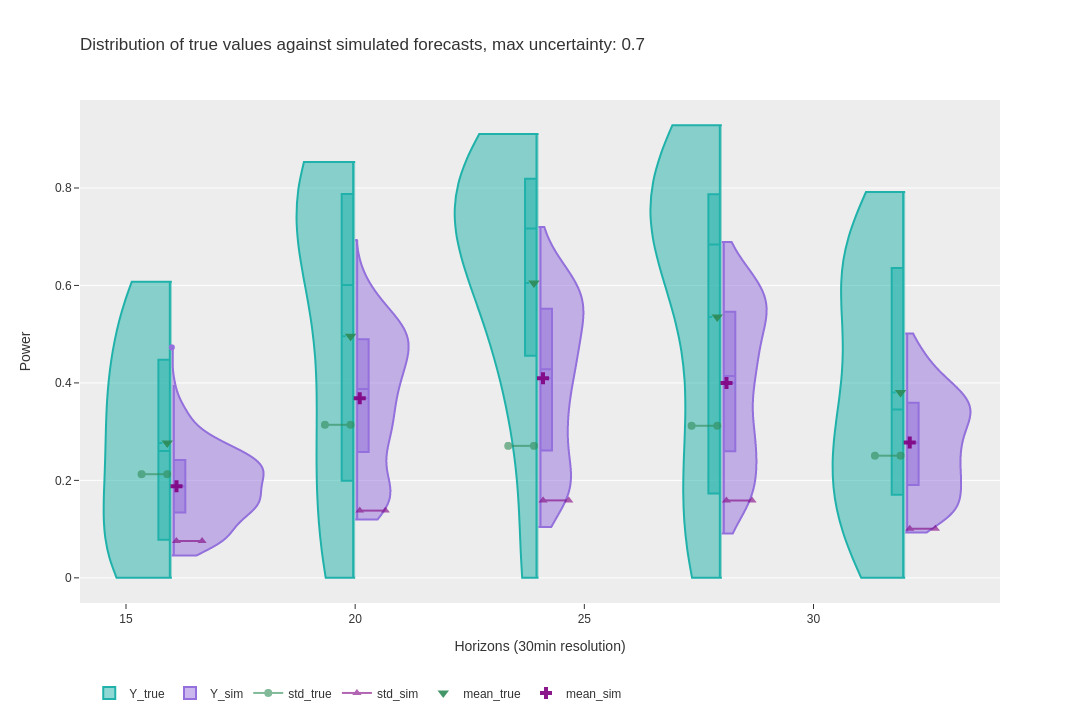 Distribution of true values against simulated forecasts, max uncertainty: 0.7
0.8
0.6
0.4
0.2
0
Power
15 20 25 30
Horizons (30min resolution)
Y_true Y_sim std_true std_sim mean_true mean_sim